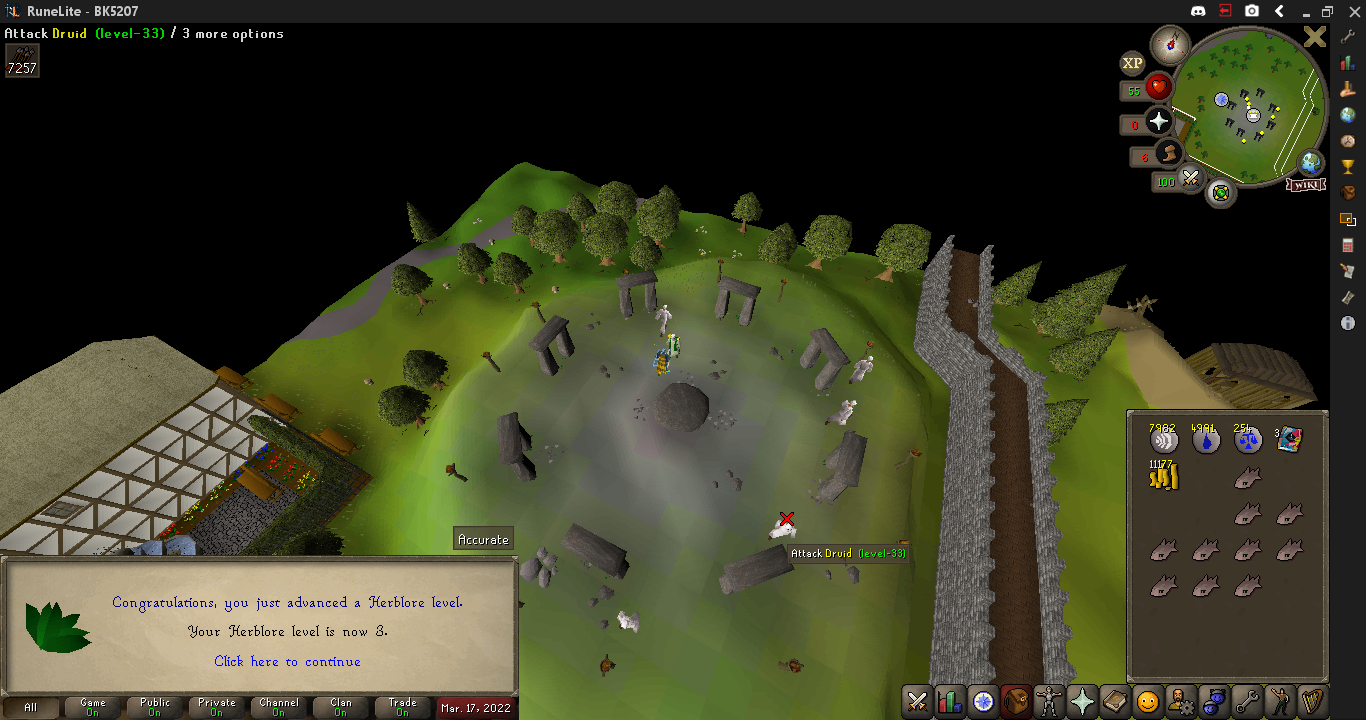 RuneLite - BK5207
Attack Druid (level-33) / 3 more options
7257
XP
55
0
6
100
WIKI
7982
4991
254
3
11177
Accurate
Attack Druid (level-33)
Congratulations, you just advanced a Herblore level.
Your Herblore level is now 3.
Click here to continue
All
Game
On
Public
On
Private
On
Channel
On
Clan
On
Trade
On
Mar. 17, 2022